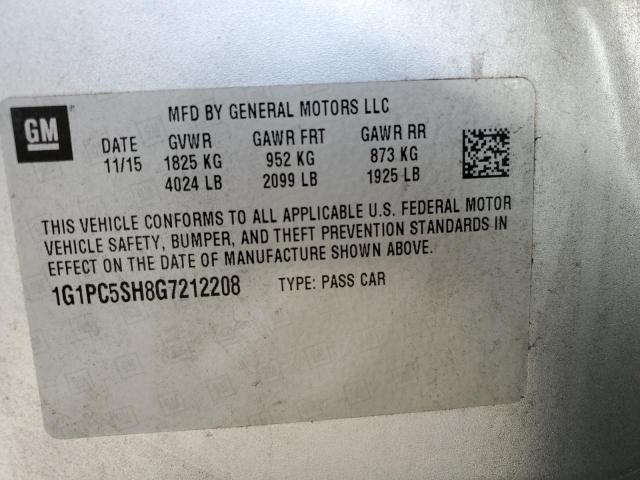 GM
MFD BY GENERAL MOTORS LLC
DATE GVWR GAWR FRT GAWR RR
11/15 1825 KG 952 KG 873 KG
4024 LB 2099 LB 1925 LB
THIS VEHICLE CONFORMS TO ALL APPLICABLE U.S. FEDERAL MOTOR
VEHICLE SAFETY, BUMPER, AND THEFT PREVENTION STANDARDS IN
EFFECT ON THE DATE OF MANUFACTURE SHOWN ABOVE.
1G1PC5SH8G7212208 TYPE: PASS CAR